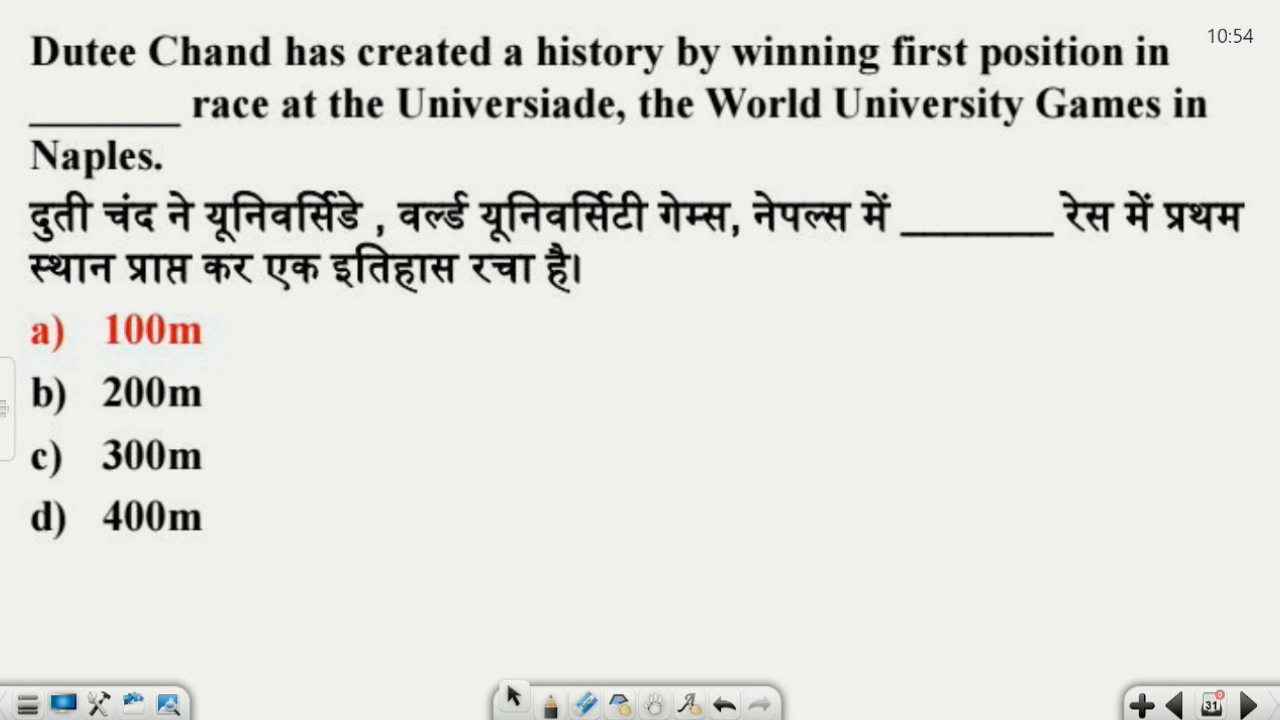 10:54
Dutee Chand has created a history by winning first position in
_______ race at the Universiade, the World University Games in
Naples.
दुती चंद ने यूनिवर्सिडे , वर्ल्ड यूनिवर्सिटी गेम्स, नेपल्स में _______ रेस में प्रथम
स्थान प्राप्त कर एक इतिहास रचा है।
a) 100m
b) 200m
c) 300m
d) 400m
31